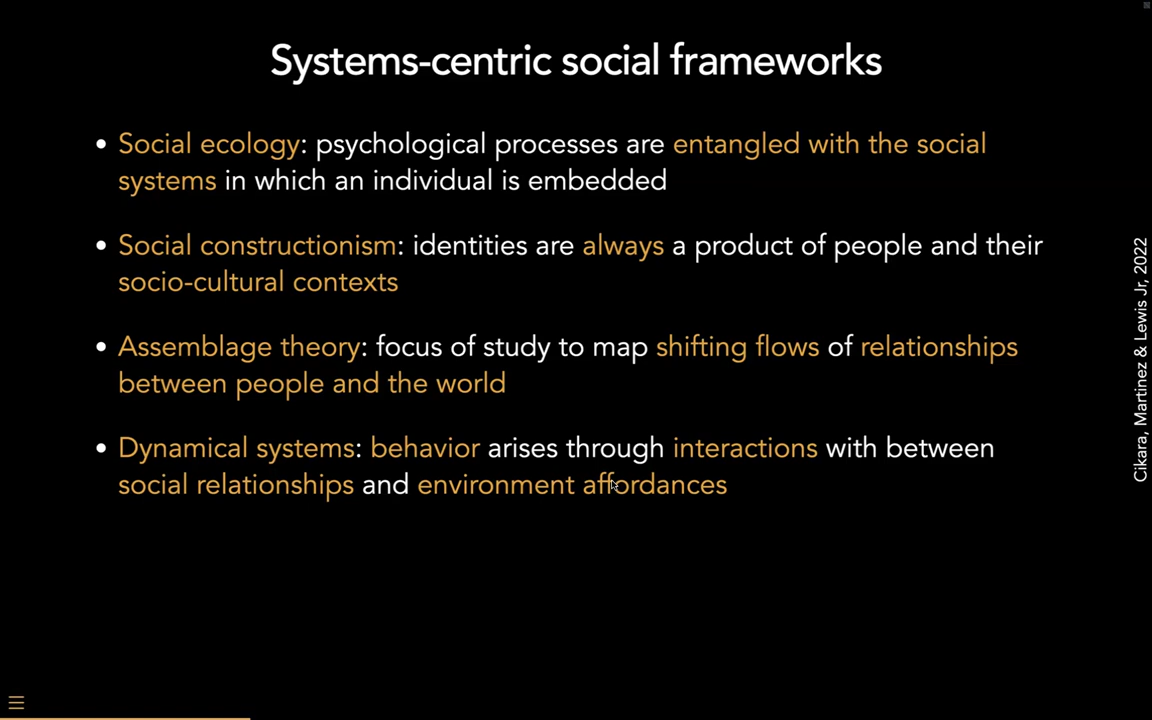 Systems-centric social frameworks
• Social ecology: psychological processes are entangled with the social
systems in which an individual is embedded
• Social constructionism: identities are always a product of people and their
socio-cultural contexts
• Assemblage theory: focus of study to map shifting flows of relationships
between people and the world
• Dynamical systems: behavior arises through interactions with between
social relationships and environment affordances
Cikara, Martinez & Lewis Jr, 2022